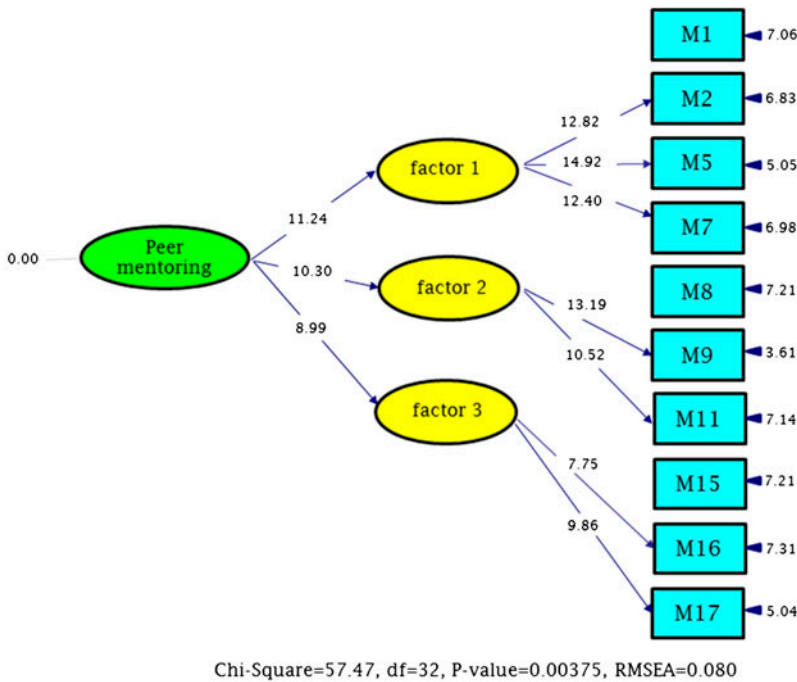 M1
7.06
M2
6.83
12.82
factor 1
14.92
M5
5.05
12.40
11.24
M7
6.98
Peer
mentoring
0.00
10.30
factor 2
M8
7.21
13.19
8.99
M9
3.61
10.52
factor 3
M11
7.14
7.75
M15
7.21
9.86
M16
7.31
M17
5.04
Chi-Square=57.47, df=32, P-value=0.00375, RMSEA=0.080